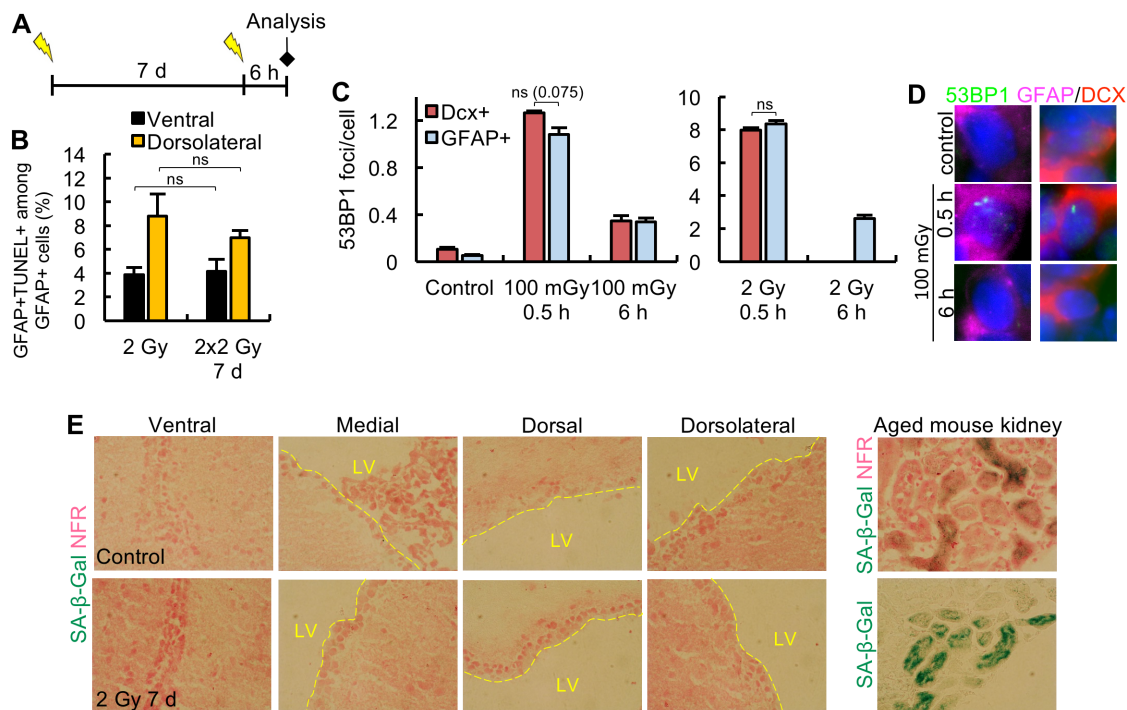 A
Analysis
7 d
6 h
B
Ventral
Dorsolateral
GFAP+TUNEL+ among
GFAP+ cells (%)
14
12
10
8
6
4
2
0
ns
ns
2 Gy
2x2 Gy
7 d
C
53BP1 foci/cell
1.2
0.8
0.4
0
ns (0.075)
Dcx+
GFAP+
Control
100 mGy
0.5 h
100 mGy
6 h
10
8
6
4
2
0
ns
2 Gy
0.5 h
2 Gy
6 h
D
53BP1 GFAP/DCX
control
0.5 h
6 h
100 mGy
E
Ventral
Medial
Dorsal
Dorsolateral
Aged mouse kidney
SA-β-Gal NFR
Control
LV
LV
LV
SA-β-Gal NFR
2 Gy 7 d
LV
LV
LV
SA-β-Gal